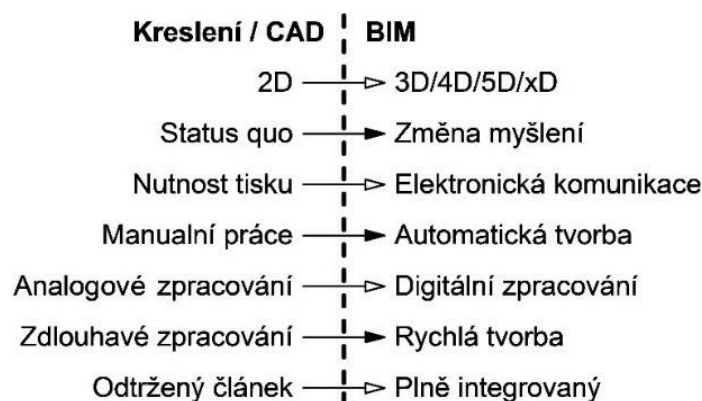 Kreslení / CAD BIM
2D 3D/4D/5D/xD
Status quo Změna myšlení
Nutnost tisku Elektronická komunikace
Manualní práce Automatická tvorba
Analogové zpracování Digitální zpracování
Zdlouhavé zpracování Rychlá tvorba
Odtržený článek Plně integrovaný